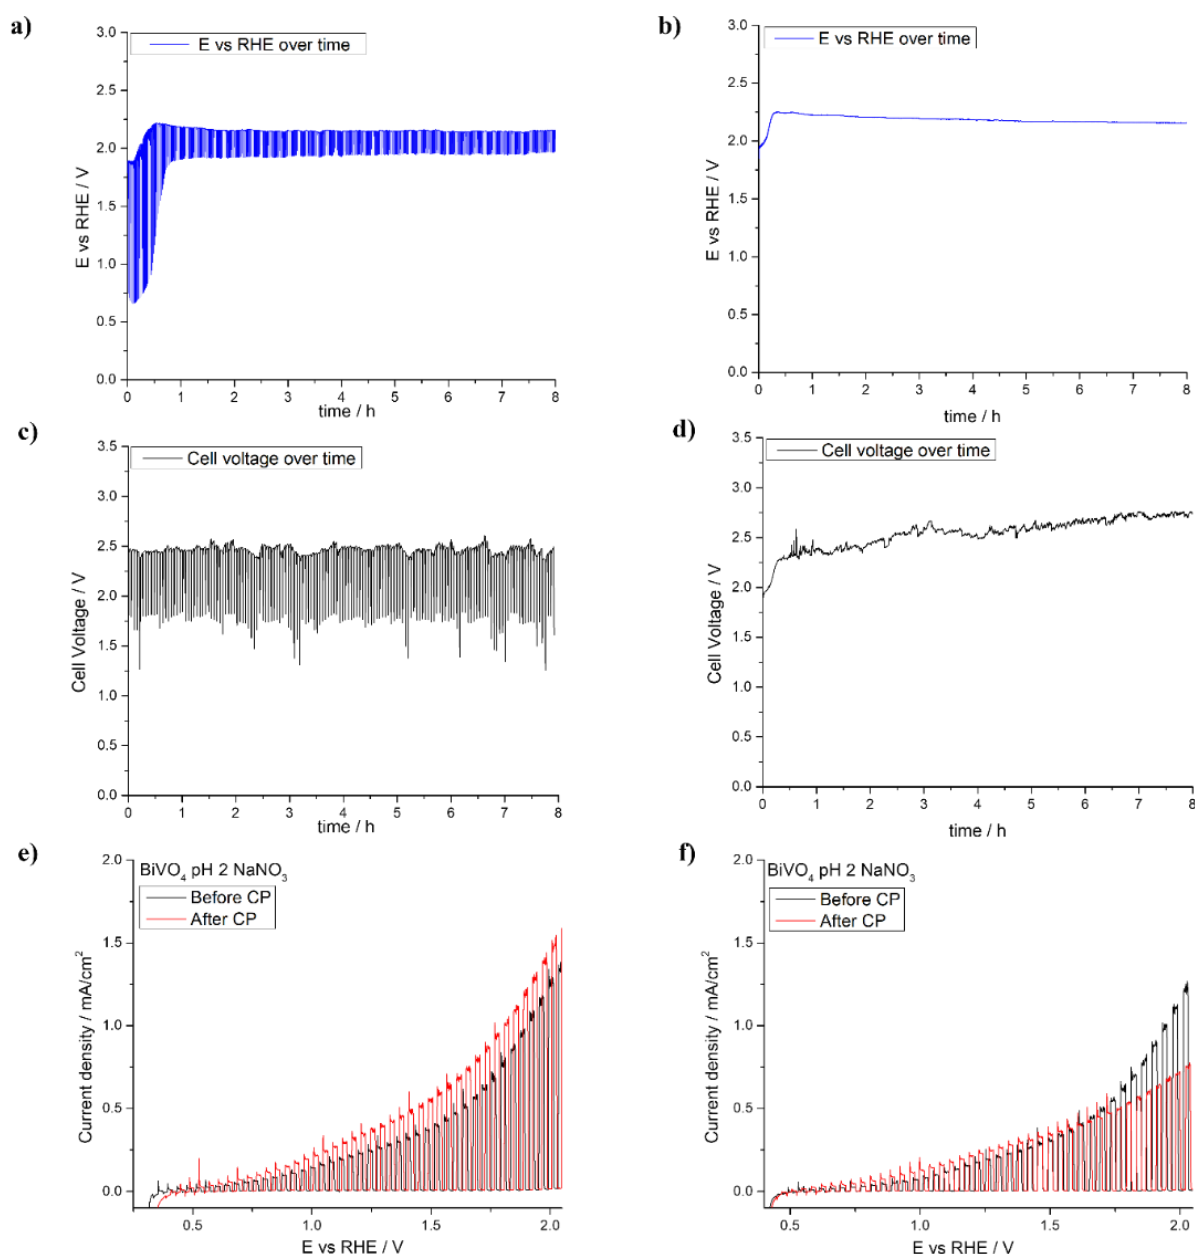 a)
E vs RHE over time
3.0
2.5
2.0
1.5
1.0
0.5
0.0
E vs RHE / V
0 1 2 3 4 5 6 7 8
time / h
b)
E vs RHE over time
3.0
2.5
2.0
1.5
1.0
0.5
0.0
E vs RHE / V
0 1 2 3 4 5 6 7 8
time / h
c)
Cell voltage over time
3.5
3.0
2.5
2.0
1.5
1.0
0.5
0.0
Cell Voltage / V
0 1 2 3 4 5 6 7 8
time / h
d)
Cell voltage over time
3.5
3.0
2.5
2.0
1.5
1.0
0.5
0.0
Cell Voltage / V
0 1 2 3 4 5 6 7 8
time / h
e)
BiVO₄ pH 2 NaNO₃
Before CP
After CP
2.0
1.5
1.0
0.5
0.0
Current density / mA/cm²
0.5 1.0 1.5 2.0
E vs RHE / V
f)
BiVO₄ pH 2 NaNO₃
Before CP
After CP
2.0
1.5
1.0
0.5
0.0
Current density / mA/cm²
0.5 1.0 1.5 2.0
E vs RHE / V